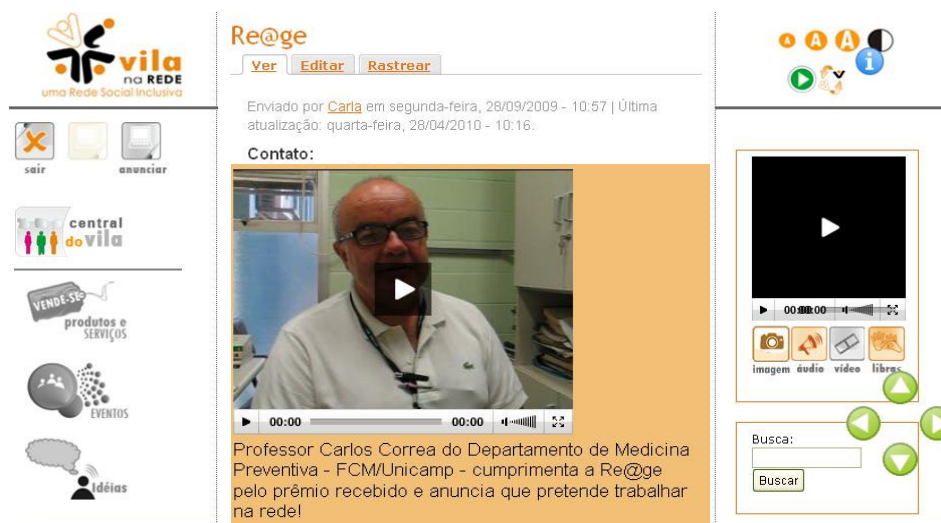 vila
na REDE
uma Rede Social Inclusiva
sair
anunciar
central
do vila
VENDE-SE
produtos e
SERVIÇOS
EVENTOS
Idéias
Re@ge
Ver Editar Rastrear
Enviado por Carla em segunda-feira, 28/09/2009 - 10:57 | Última
atualização: quarta-feira, 28/04/2010 - 10:16.
Contato:
00:00 00:00
Professor Carlos Correa do Departamento de Medicina
Preventiva - FCM/Unicamp - cumprimenta a Re@ge
pelo prêmio recebido e anuncia que pretende trabalhar
na rede!
A A A
i
imagem áudio vídeo libras
Busca:
Buscar